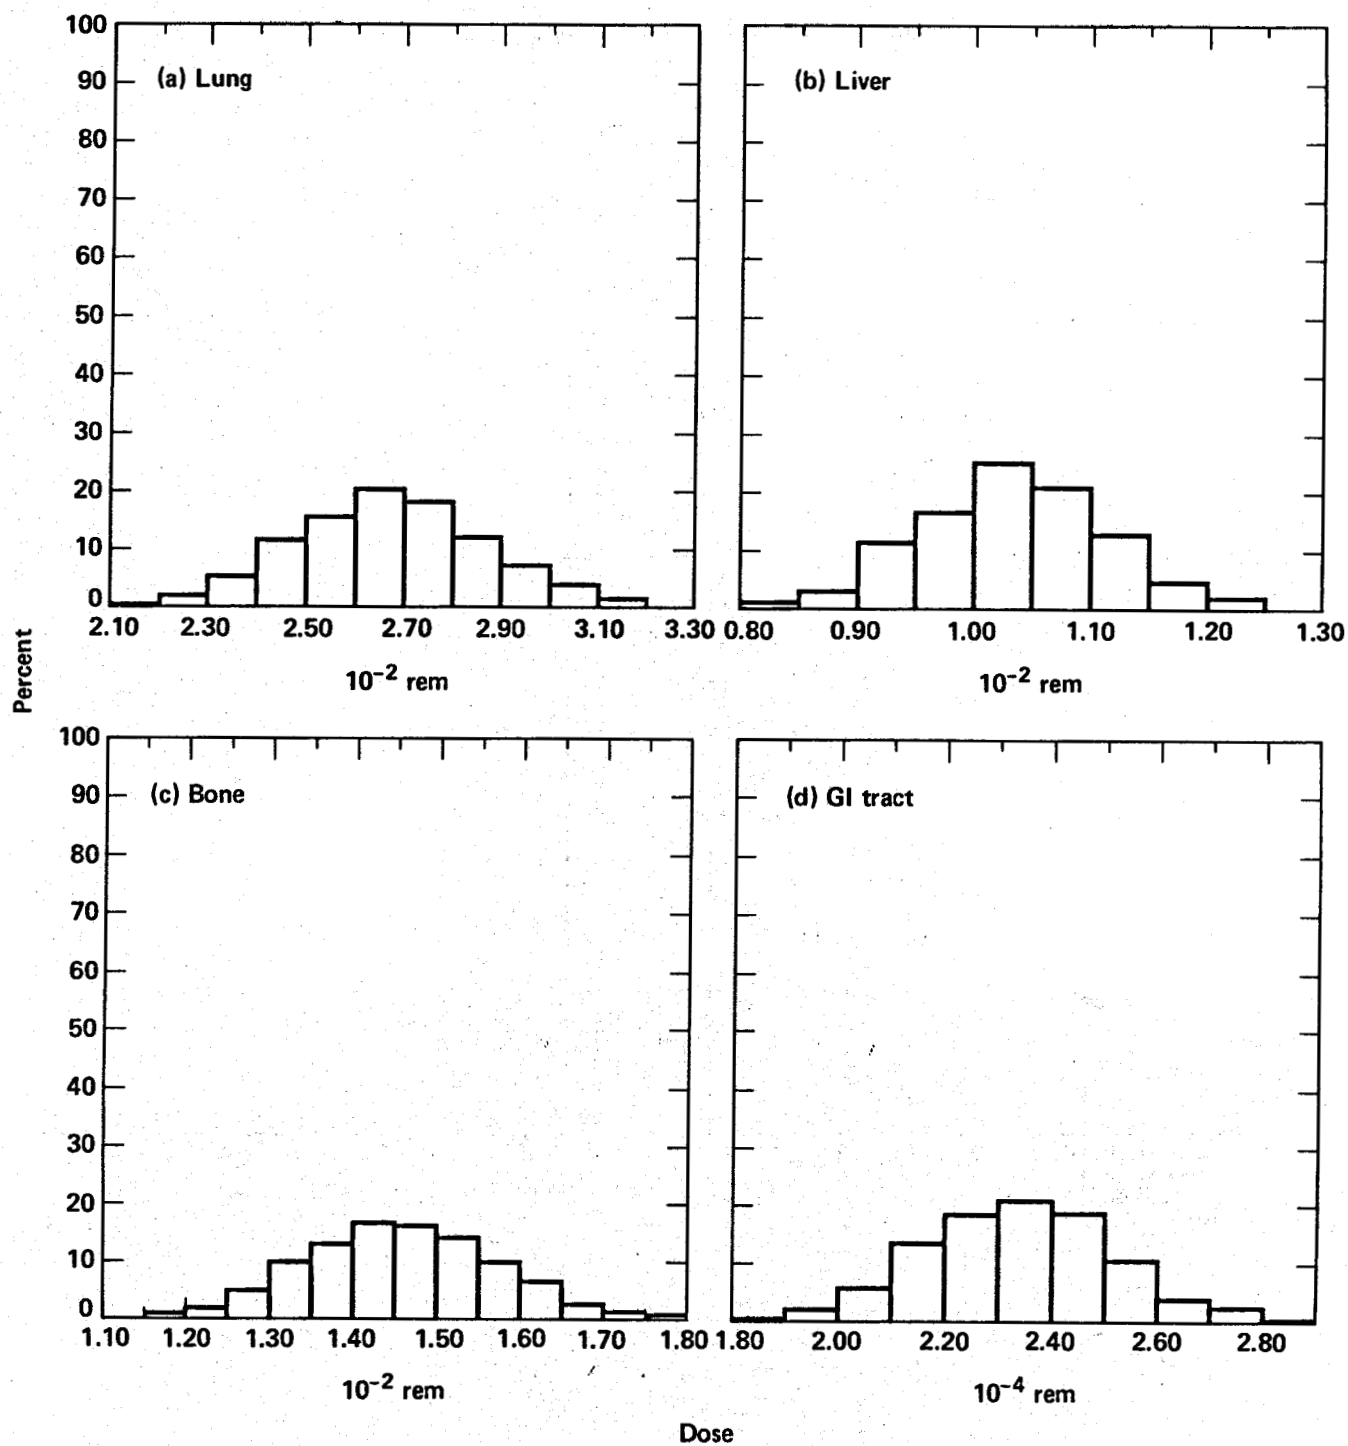 (a) Lung
100
90
80
70
60
50
40
30
20
10
0
2.10 2.30 2.50 2.70 2.90 3.10 3.30
10⁻² rem
(b) Liver
0.80 0.90 1.00 1.10 1.20 1.30
10⁻² rem
Percent
(c) Bone
100
90
80
70
60
50
40
30
20
10
0
1.10 1.20 1.30 1.40 1.50 1.60 1.70 1.80
10⁻² rem
(d) GI tract
1.80 2.00 2.20 2.40 2.60 2.80
10⁻⁴ rem
Dose